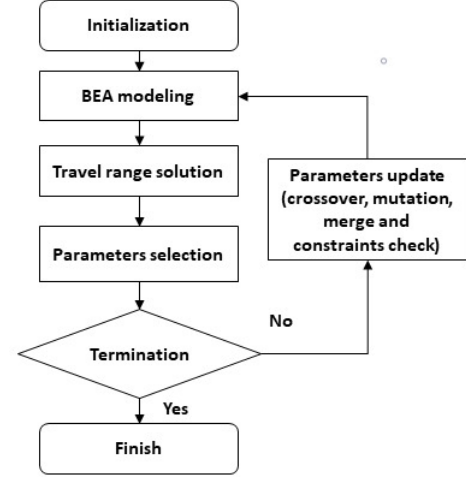 Initialization
BEA modeling
Travel range solution
Parameters selection
Parameters update
(crossover, mutation,
merge and
constraints check)
No
Termination
Yes
Finish